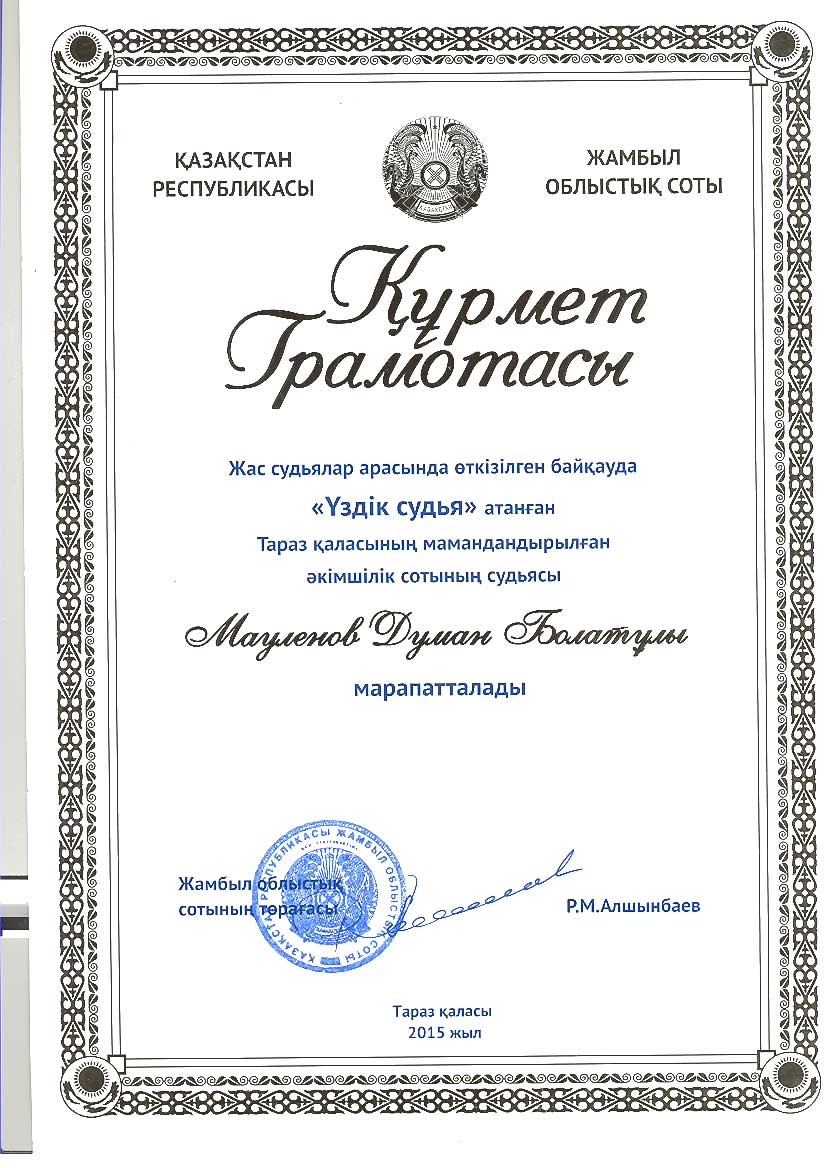 ҚАЗАҚСТАН
РЕСПУБЛИКАСЫ
ЖАМБЫЛ
ОБЛЫСТЫҚ СОТЫ
ҚАЗАҚСТАН
Құрмет
Грамотасы
Жас судьялар арасында өткізілген байқауда
«Үздік судья» атанған
Тараз қаласының мамандандырылған
әкімшілік сотының судьясы
Мауленов Думан Болатұлы
марапатталады
Жамбыл облыстық
сотының төрағасы
Р.М.Алшынбаев
ҚАЗАҚСТАН РЕСПУБЛИКАСЫ ЖАМБЫЛ ОБЛЫСТЫҚ СОТЫ
Тараз қаласы
2015 жыл